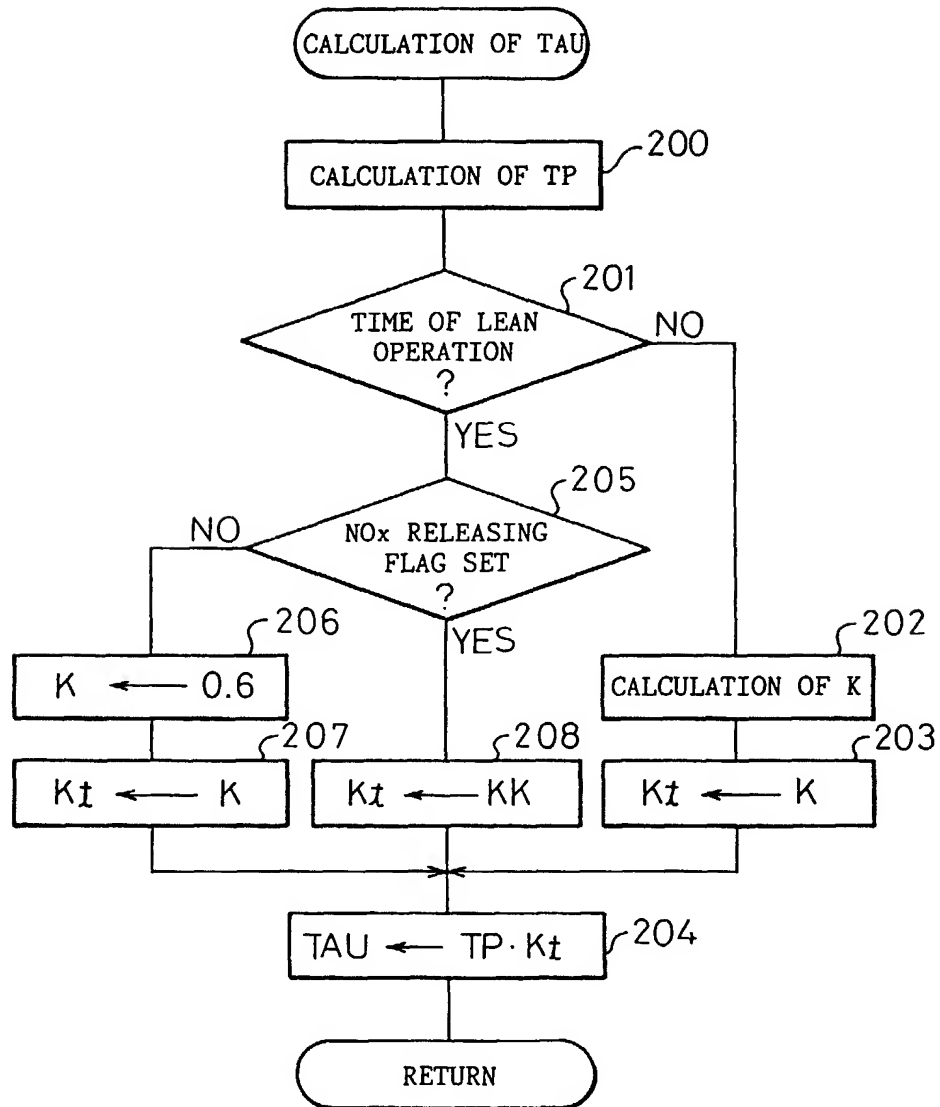 CALCULATION OF TAU
200
CALCULATION OF TP
201
TIME OF LEAN
OPERATION
?
NO
YES
205
NOx RELEASING
FLAG SET
?
NO
YES
206
K ← 0.6
202
CALCULATION OF K
207
Kt ← K
208
Kt ← KK
203
Kt ← K
204
TAU ← TP·Kt
RETURN